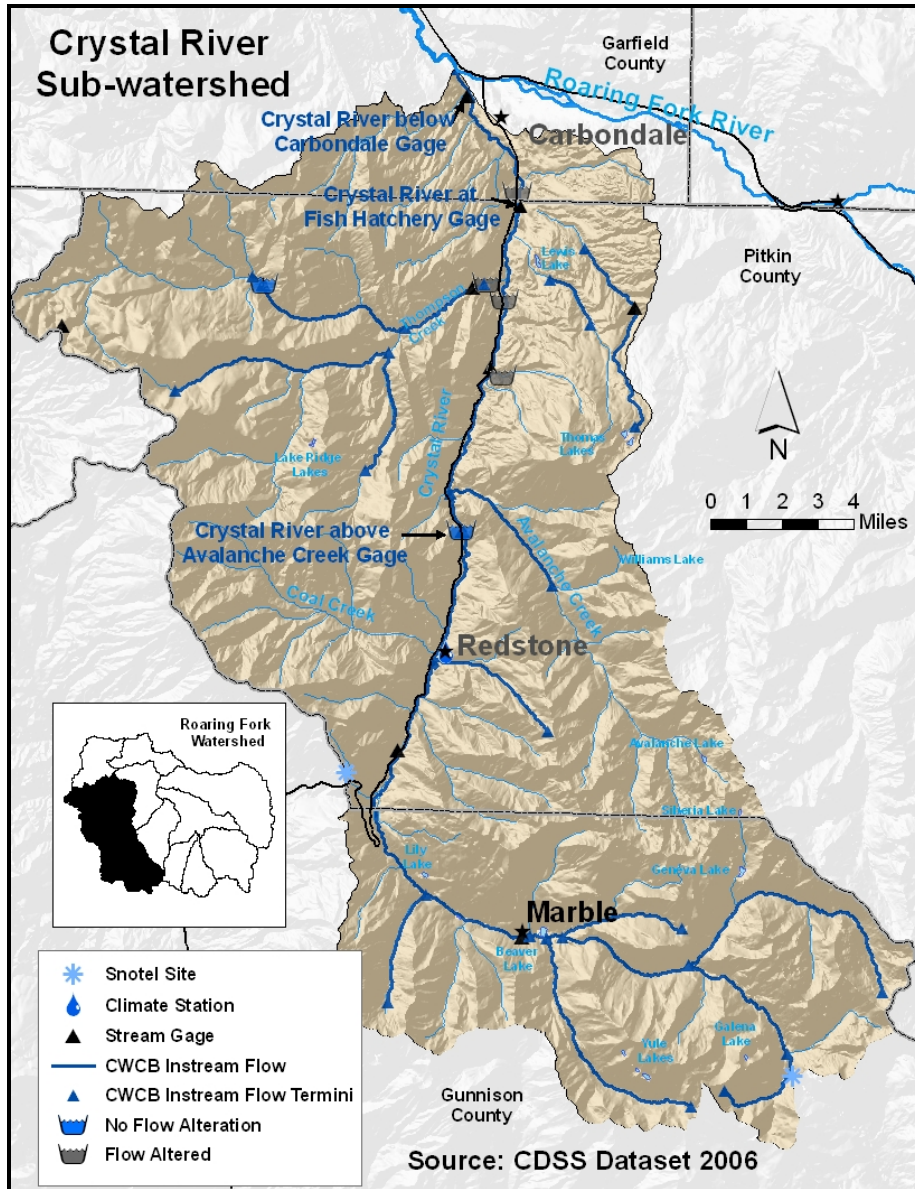 Crystal River
Sub-watershed
Garfield
County
Roaring Fork River
Crystal River below
Carbondale Gage
Carbondale
Crystal River at
Fish Hatchery Gage
Pitkin
County
Lewis
Lake
Thompson
Creek
Crystal River
Thomas
Lakes
Lake Ridge
Lakes
N
0 1 2 3 4
Miles
Crystal River above
Avalanche Creek Gage
Avalanche Creek
Williams Lake
Coal Creek
Redstone
Roaring Fork
Watershed
Avalanche Lake
Siberia Lake
Lily
Lake
Geneva Lake
Marble
Beaver
Lake
Yule
Lakes
Galena
Lake
Snotel Site
Climate Station
Stream Gage
CWCB Instream Flow
CWCB Instream Flow Termini
No Flow Alteration
Flow Altered
Gunnison
County
Source: CDSS Dataset 2006